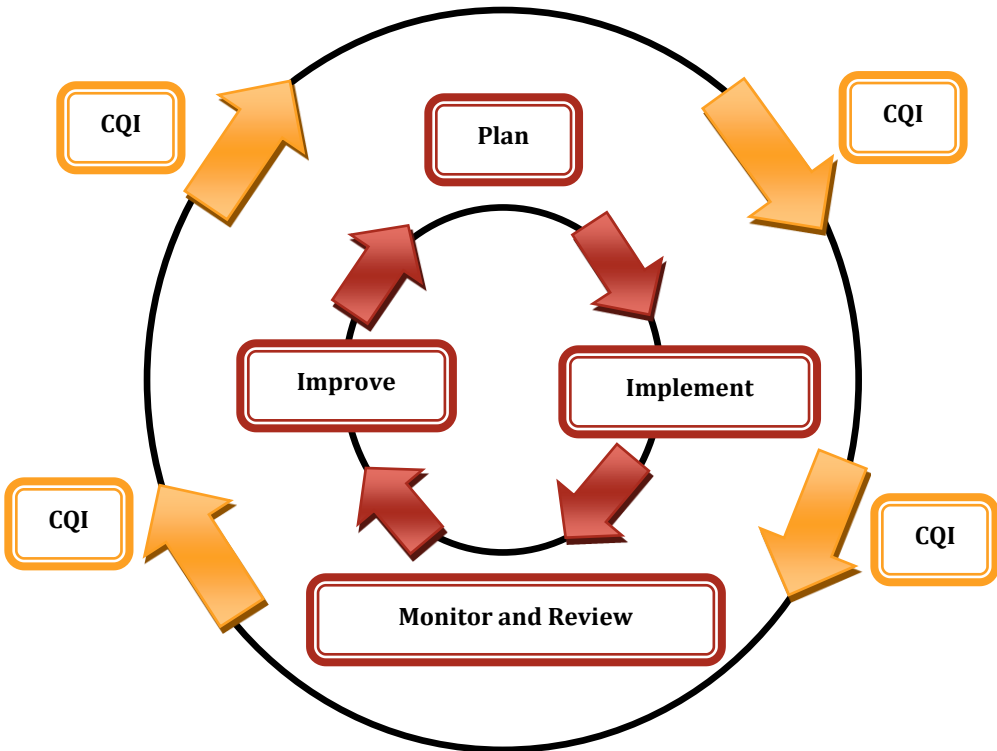 CQI
CQI
Plan
Improve
Implement
CQI
CQI
Monitor and Review